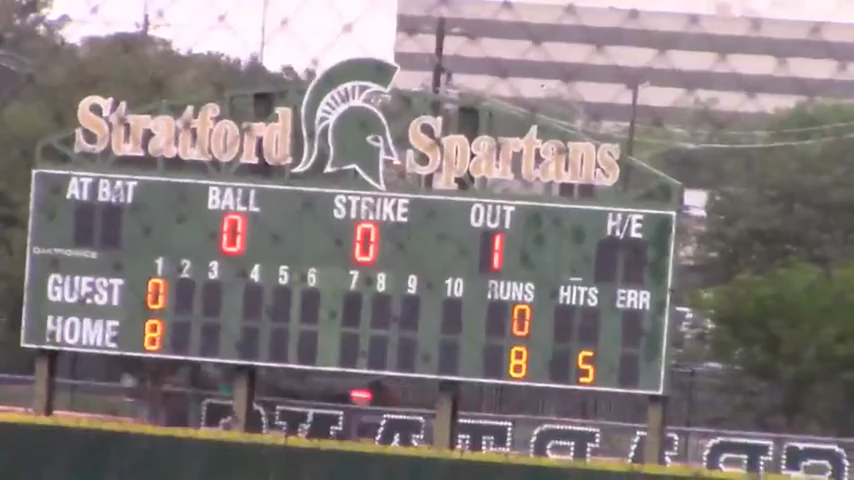 Stratford Spartans
AT BAT BALL STRIKE OUT H/E
0 0 1
DAKTRONICS
1 2 3 4 5 6 7 8 9 10 RUNS HITS ERR
GUEST 0 0
HOME 8 8 5